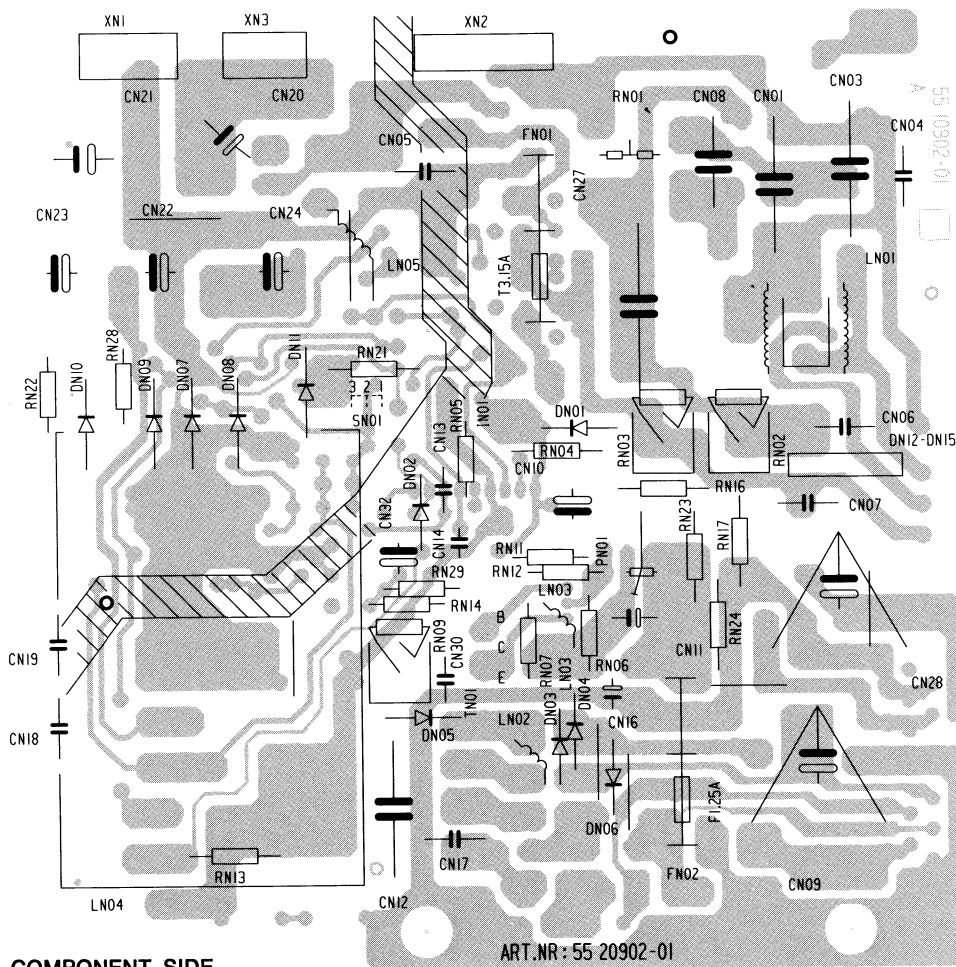 XN1
XN3
XN2
CN03
CN21
CN20
RN01
CN08
CN01
CN04
CN05
FN01
55 10902-01
A
CN27
CN23
CN22
CN24
LN05
T3.15A
LN01
RN22
DN10
RN28
DN09
DN07
DN08
DN11
RN21
3 2 1
SN01
CN13
RN05
IN01
DN01
RN04
CN10
RN03
RN02
CN06
DN12-DN15
CN32
DN02
CN14
RN16
RN23
RN17
CN07
RN11
RN12
PN01
RN29
RN14
LN03
RN09
CN30
B
C
E
RN07
LN03
RN06
CN11
RN24
CN19
CN28
TN01
DN05
LN02
DN03
DN04
CN16
CN18
F1.25A
DN06
CN17
RN13
FN02
CN09
LN04
CN12
ART.NR: 55 20902-01
COMPONENT SIDE